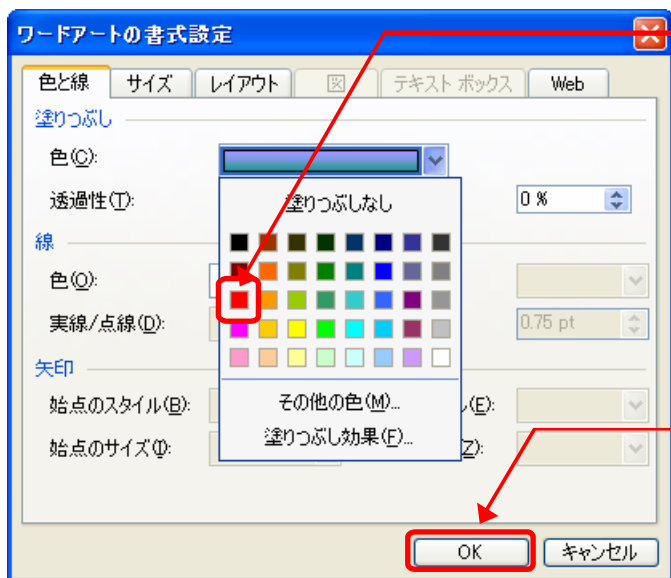 ワードアートの書式設定
色と線 サイズ レイアウト 図 テキスト ボックス Web
塗りつぶし
色(C):
透過性(T): 0 %
塗りつぶしなし
線
色(O):
実線/点線(D): 0.75 pt
矢印
その他の色(M)...
始点のスタイル(B): ル(E):
塗りつぶし効果(F)...
始点のサイズ(I): Z):
OK キャンセル